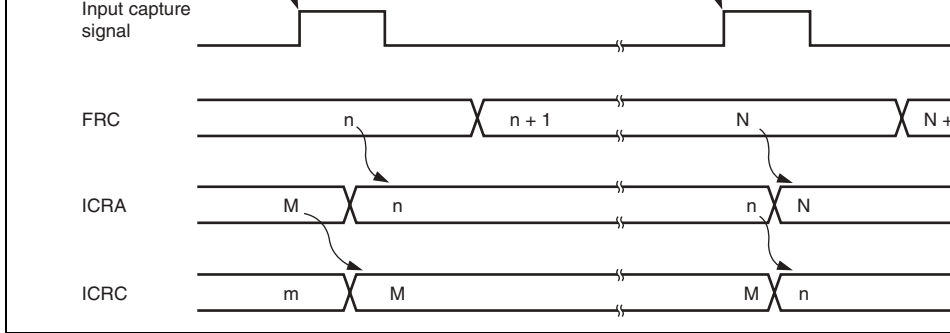 Input capture
signal
FRC n n + 1 N N +
ICRA M n n N
ICRC m M M n